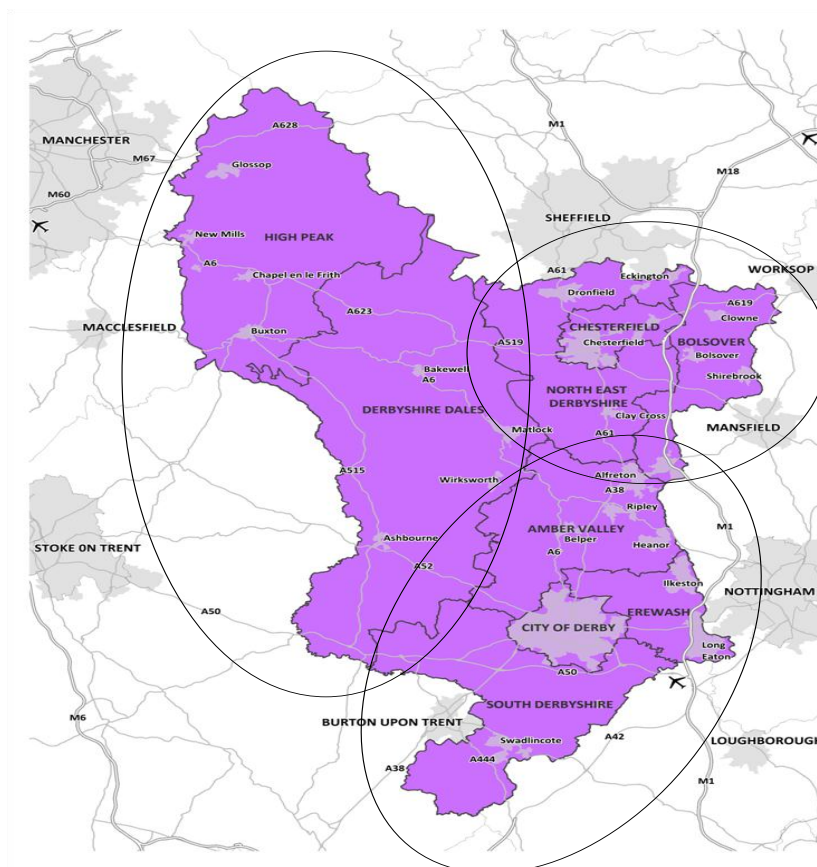 A628
M1
MANCHESTER
M67
Glossop
M18
M60
SHEFFIELD
New Mills
HIGH PEAK
A6
Chapel en le Frith
A61
Eckington
WORKSOP
Dronfield
A619
A623
Clowne
MACCLESFIELD
Buxton
CHESTERFIELD
Chesterfield
A519
BOLSOVER
Bolsover
Bakewell
A6
Shirebrook
NORTH EAST
DERBYSHIRE
DERBYSHIRE DALES
Clay Cross
MANSFIELD
Matlock
A61
A515
Wirksworth
Alfreton
A38
Ripley
AMBER VALLEY
M1
Ashbourne
Belper
Heanor
STOKE 0N TRENT
A6
A52
Ilkeston
NOTTINGHAM
A50
EREWASH
CITY OF DERBY
Long
Eaton
A50
SOUTH DERBYSHIRE
M6
BURTON UPON TRENT
A42
Swadlincote
LOUGHBOROUGH
A444
A38
M1